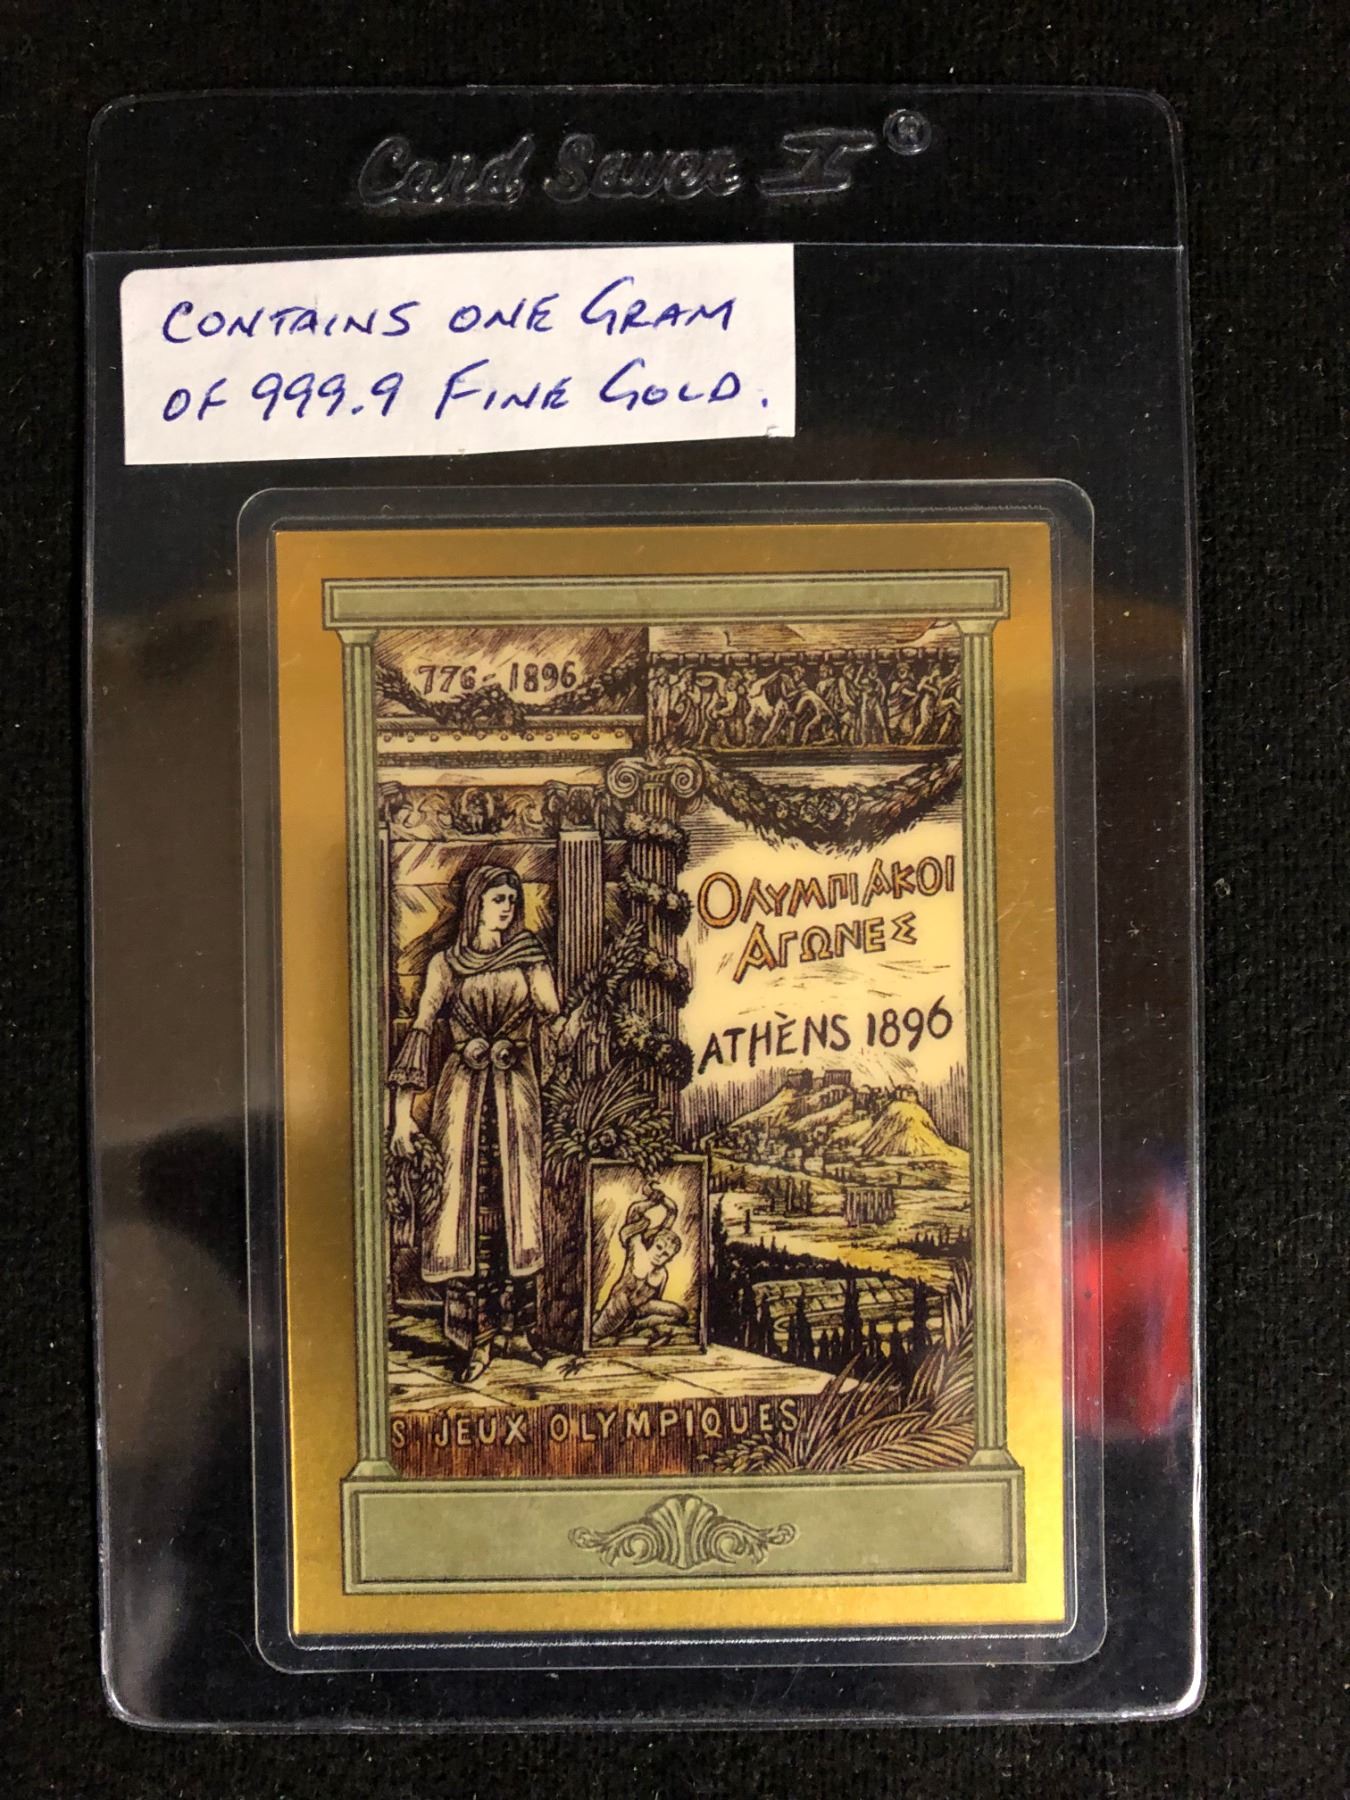 Card Saver II®
CONTAINS ONE GRAM
OF 999.9 FINE GOLD.
776-1896
ΟΛΥΜΠΙΑΚΟΙ
ΑΓΩΝΕΣ
ATHÈNS 1896
S JEUX OLYMPIQUES